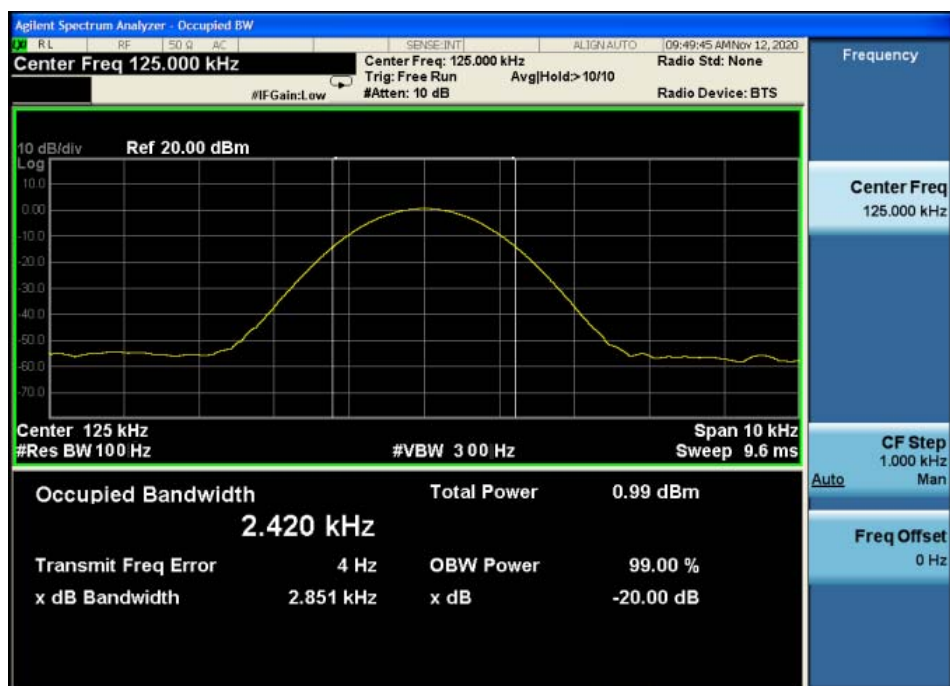 Agilent Spectrum Analyzer - Occupied BW
RL RF 50 Ω AC SENSE:INT ALIGN AUTO 09:49:45 AM Nov 12, 2020
Center Freq 125.000 kHz
Center Freq: 125.000 kHz
Radio Std: None
Trig: Free Run
Avg|Hold:> 10/10
#IFGain:Low
#Atten: 10 dB
Radio Device: BTS
10 dB/div
Ref 20.00 dBm
Log
10.0
0.00
-10.0
-20.0
-30.0
-40.0
-50.0
-60.0
-70.0
Center 125 kHz
Span 10 kHz
#Res BW 100 Hz
#VBW 300 Hz
Sweep 9.6 ms
Occupied Bandwidth
2.420 kHz
Total Power 0.99 dBm
Transmit Freq Error 4 Hz
OBW Power 99.00 %
x dB Bandwidth 2.851 kHz
x dB -20.00 dB
Frequency
Center Freq
125.000 kHz
CF Step
1.000 kHz
Auto Man
Freq Offset
0 Hz